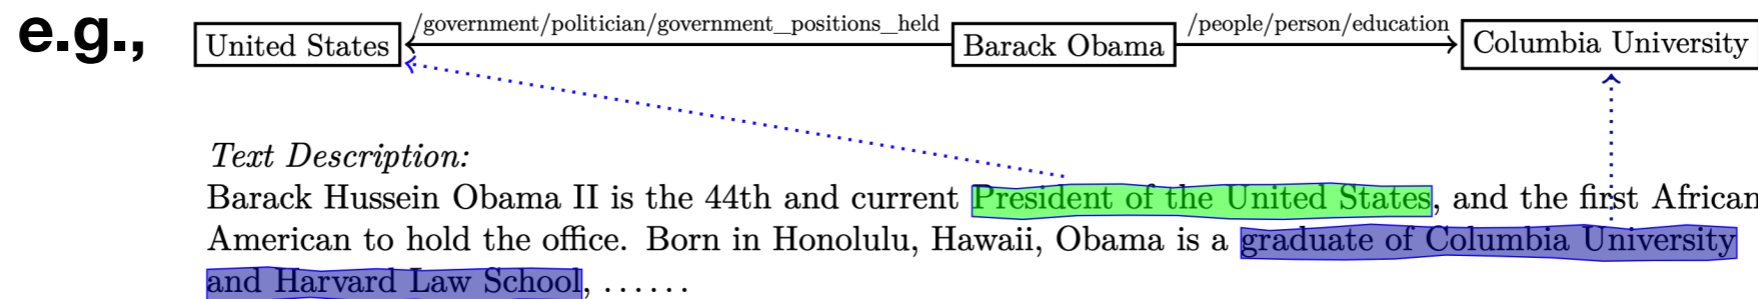 e.g.,
/government/politician/government_positions_held /people/person/education
United States Barack Obama Columbia University
Text Description:
Barack Hussein Obama II is the 44th and current President of the United States, and the first African
American to hold the office. Born in Honolulu, Hawaii, Obama is a graduate of Columbia University
and Harvard Law School, ......